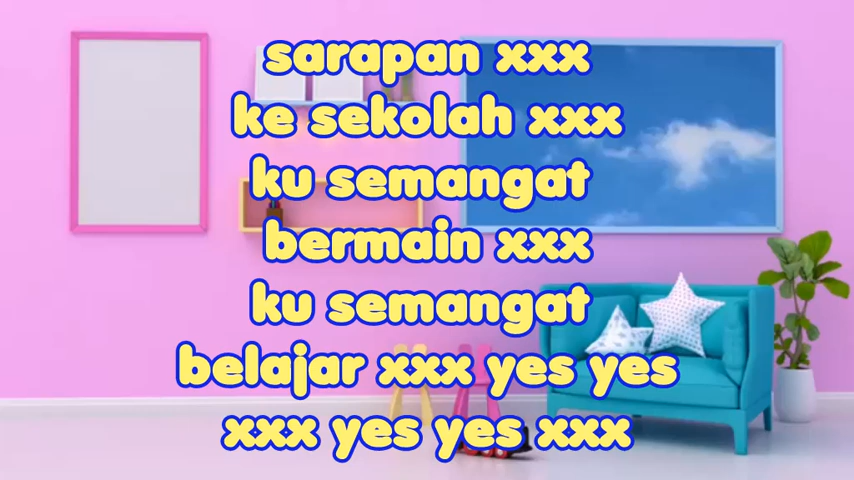 sarapan xxx
ke sekolah xxx
ku semangat
bermain xxx
ku semangat
belajar xxx yes yes
xxx yes yes xxx